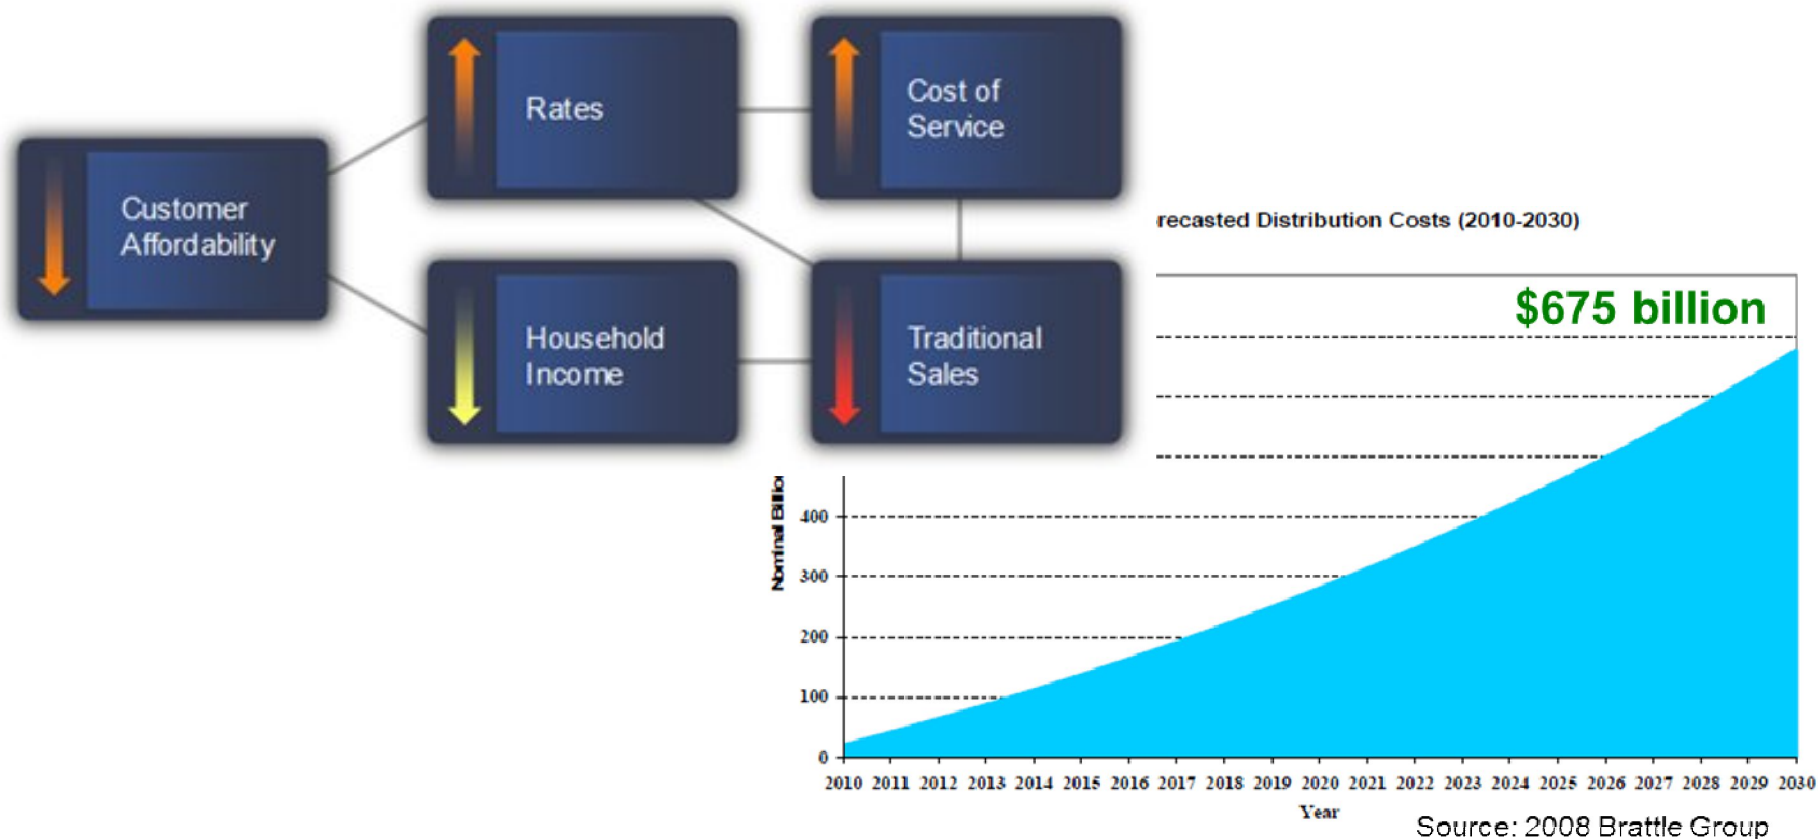 Rates
Cost of
Service
Customer
Affordability
Household
Income
Traditional
Sales
Distribution Costs (2010-2030)
$675 billion
Nominal
400
300
200
100
0
2010 2011 2012 2013 2014 2015 2016 2017 2018 2019 2020 2021 2022 2023 2024 2025 2026 2027 2028 2029 2030
Year
Source: 2008 Brattle Group